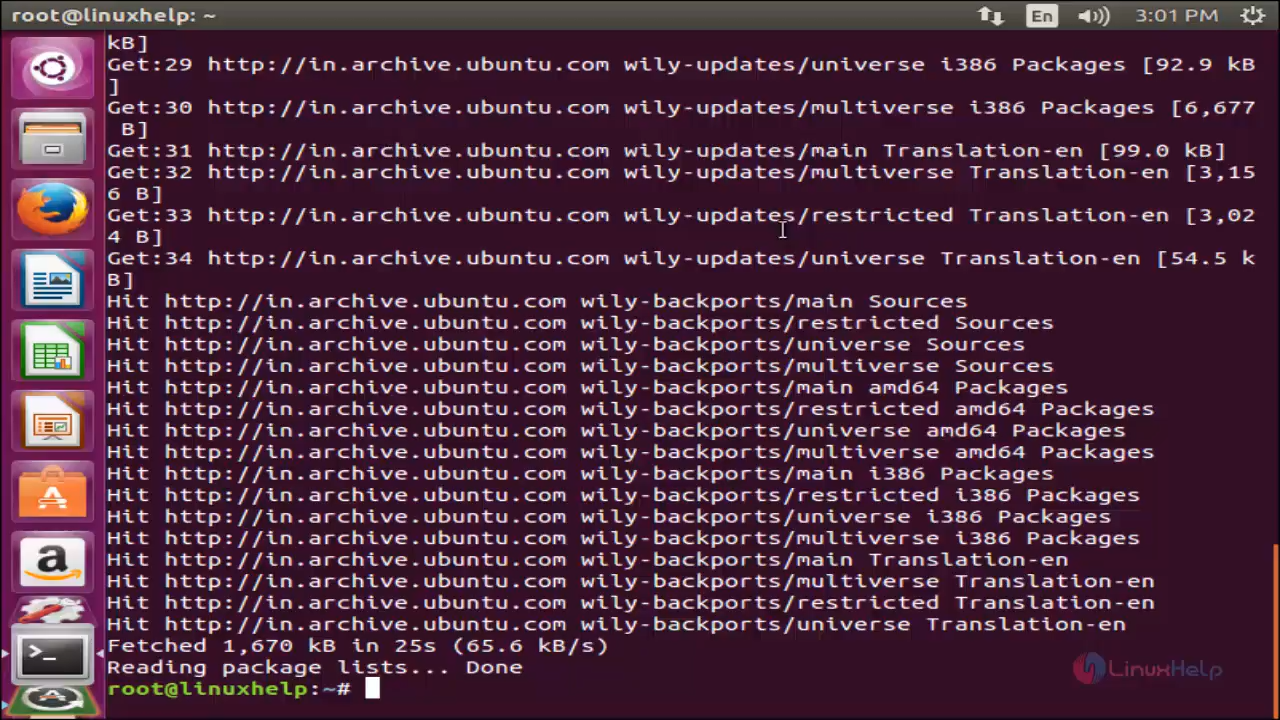 root@linuxhelp: ~
En
3:01 PM
kB]
Get:29 http://in.archive.ubuntu.com wily-updates/universe i386 Packages [92.9 kB
]
Get:30 http://in.archive.ubuntu.com wily-updates/multiverse i386 Packages [6,677
 B]
Get:31 http://in.archive.ubuntu.com wily-updates/main Translation-en [99.0 kB]
Get:32 http://in.archive.ubuntu.com wily-updates/multiverse Translation-en [3,15
6 B]
Get:33 http://in.archive.ubuntu.com wily-updates/restricted Translation-en [3,02
4 B]
Get:34 http://in.archive.ubuntu.com wily-updates/universe Translation-en [54.5 k
B]
Hit http://in.archive.ubuntu.com wily-backports/main Sources
Hit http://in.archive.ubuntu.com wily-backports/restricted Sources
Hit http://in.archive.ubuntu.com wily-backports/universe Sources
Hit http://in.archive.ubuntu.com wily-backports/multiverse Sources
Hit http://in.archive.ubuntu.com wily-backports/main amd64 Packages
Hit http://in.archive.ubuntu.com wily-backports/restricted amd64 Packages
Hit http://in.archive.ubuntu.com wily-backports/universe amd64 Packages
Hit http://in.archive.ubuntu.com wily-backports/multiverse amd64 Packages
Hit http://in.archive.ubuntu.com wily-backports/main i386 Packages
Hit http://in.archive.ubuntu.com wily-backports/restricted i386 Packages
Hit http://in.archive.ubuntu.com wily-backports/universe i386 Packages
Hit http://in.archive.ubuntu.com wily-backports/multiverse i386 Packages
Hit http://in.archive.ubuntu.com wily-backports/main Translation-en
Hit http://in.archive.ubuntu.com wily-backports/multiverse Translation-en
Hit http://in.archive.ubuntu.com wily-backports/restricted Translation-en
Hit http://in.archive.ubuntu.com wily-backports/universe Translation-en
Fetched 1,670 kB in 25s (65.6 kB/s)
Reading package lists... Done
root@linuxhelp:~#
LinuxHelp